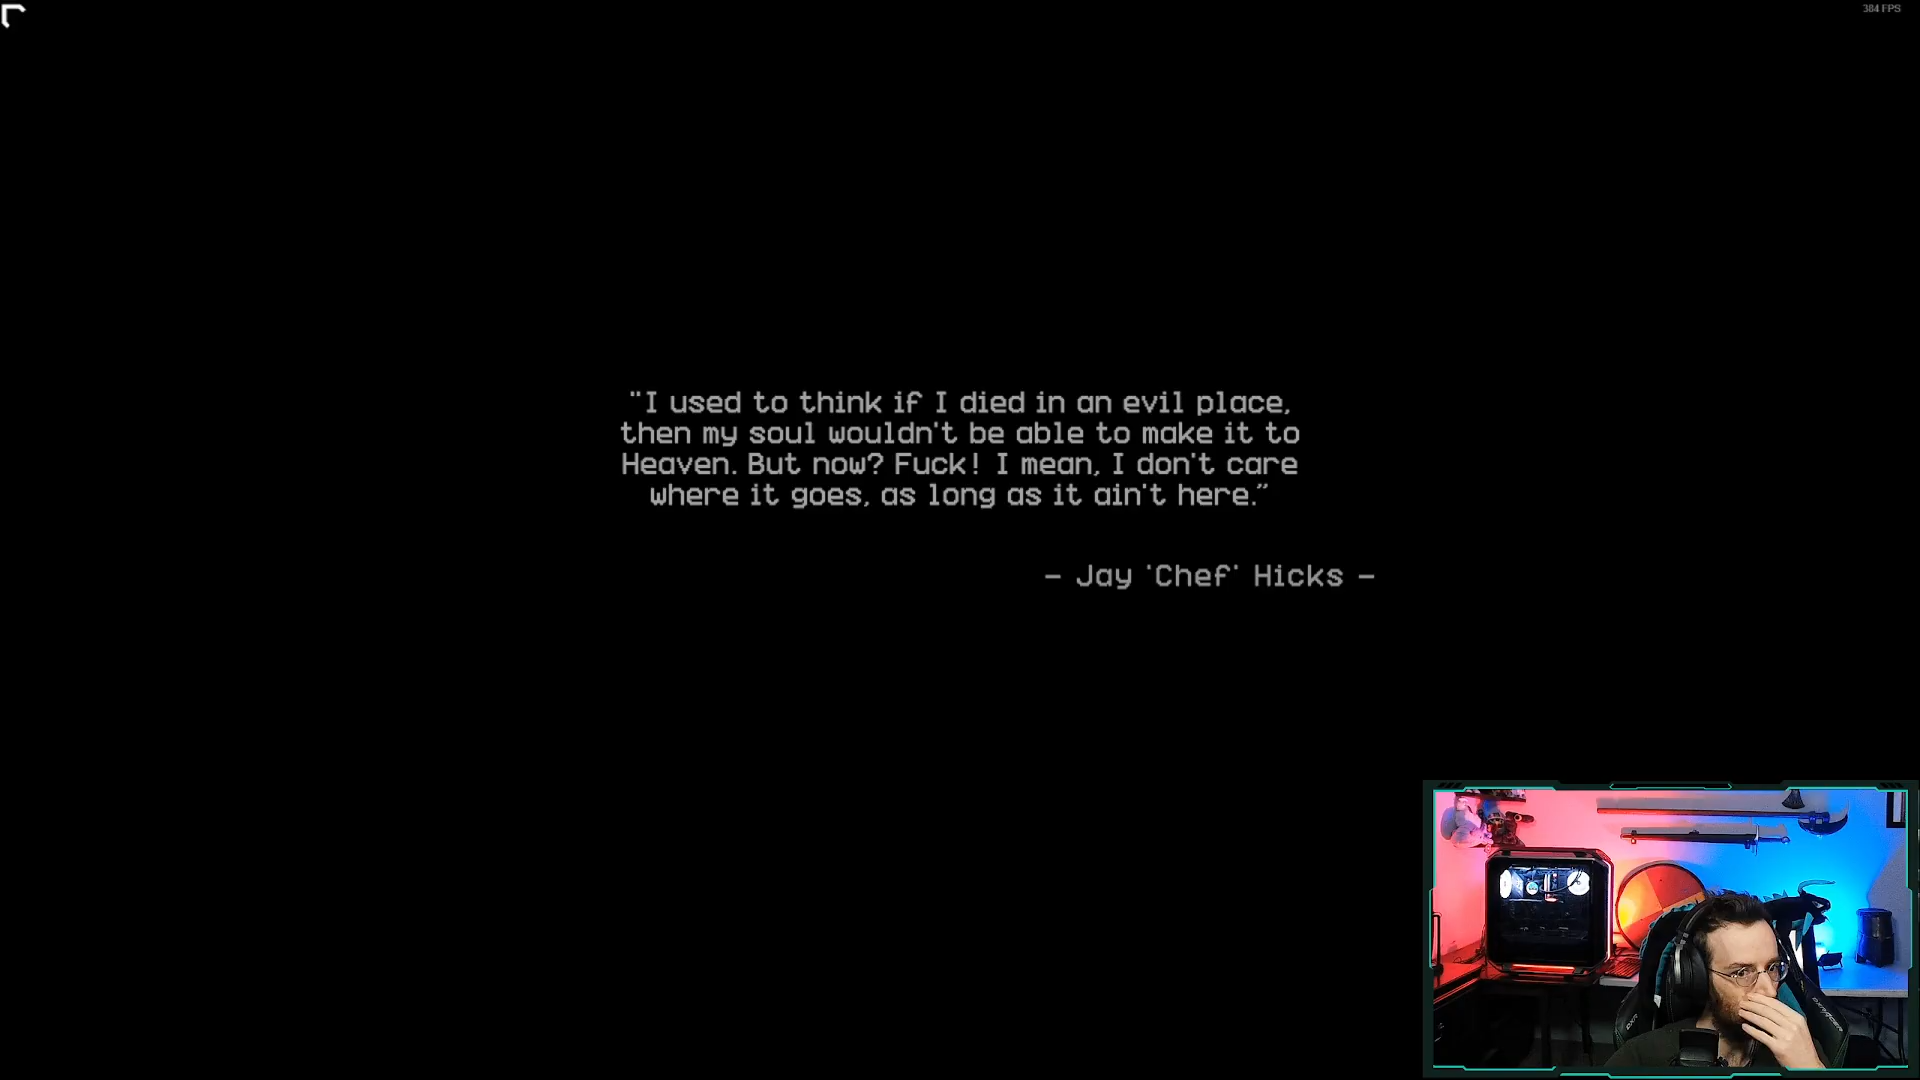 384 FPS
"I used to think if I died in an evil place,
then my soul wouldn't be able to make it to
Heaven. But now? Fuck! I mean, I don't care
where it goes, as long as it ain't here.”
– Jay 'Chef' Hicks –
DXR
DXRACER